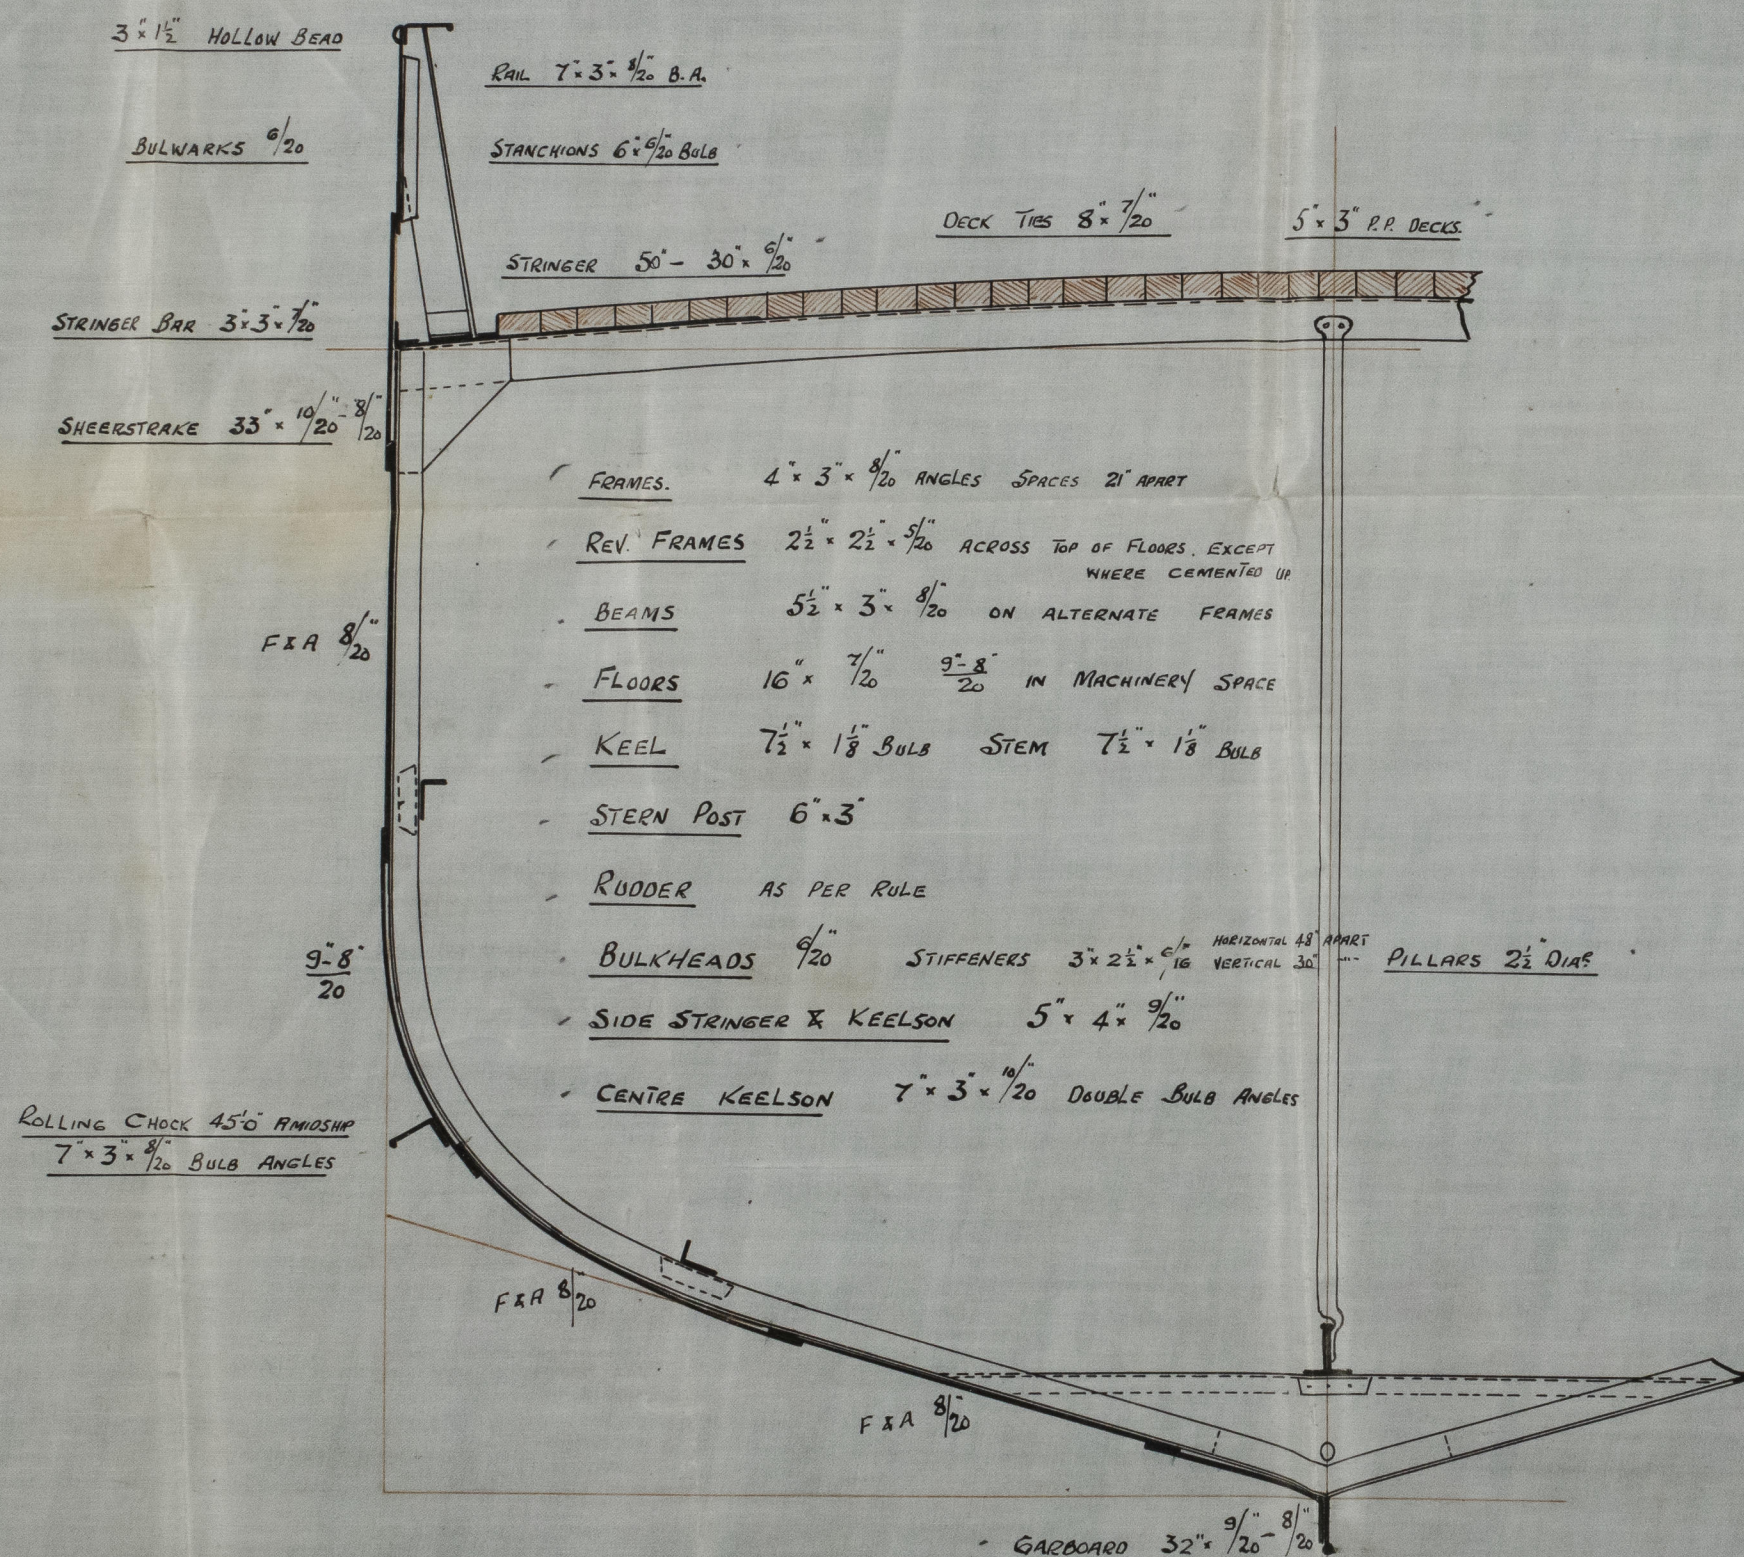 3" x 1½" HOLLOW BEAD
RAIL 7" x 3" x 8/20" B.A.
BULWARKS 6/20"
STANCHIONS 6" x 6/20" BULB
DECK TIES 8" x 7/20"
5" x 3" P.P. DECKS.
STRINGER 50" - 30" x 6/20"
STRINGER BAR 3" x 3" x 7/20"
SHEERSTRAKE 33" x 10/20" - 8/20"
FRAMES. 4" x 3" x 8/20" ANGLES SPACES 21" APART
REV. FRAMES 2½" x 2½" x 5/20" ACROSS TOP OF FLOORS. EXCEPT
WHERE CEMENTED UP.
BEAMS 5½" x 3" x 8/20" ON ALTERNATE FRAMES
F & A 8/20"
FLOORS 16" x 7/20" 9"-8"/20 IN MACHINERY SPACE
KEEL 7½" x 1⅛" BULB STEM 7½" x 1⅛" BULB
STERN POST 6" x 3"
RUDDER AS PER RULE
9"-8"/20
BULKHEADS 6/20" STIFFENERS 3" x 2½" x 6/16" HORIZONTAL 48" APART
VERTICAL 30" "
PILLARS 2½" DIAR
SIDE STRINGER & KEELSON 5" x 4" x 9/20"
CENTRE KEELSON 7" x 3" x 10/20" DOUBLE BULB ANGLES
ROLLING CHOCK 45'-0" AMIDSHIP
7" x 3" x 8/20" BULB ANGLES
F & A 8/20"
F & A 8/20"
GARBOARD 32" x 9/20" - 8/20"